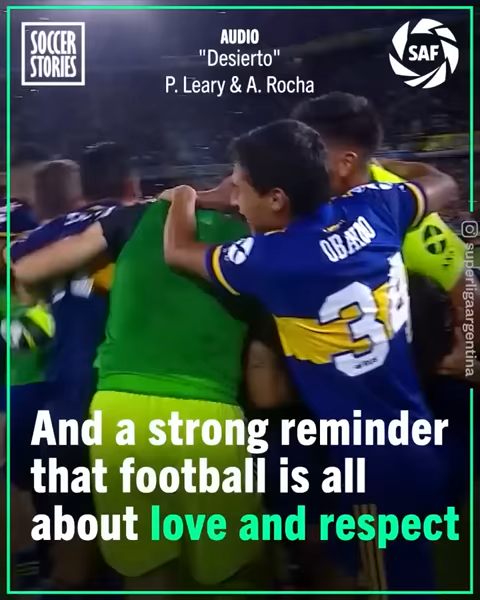 SOCCER
STORIES
AUDIO
"Desierto"
P. Leary & A. Rocha
SAF
OBANDO
34
superligaargentina
And a strong reminder
that football is all
about love and respect